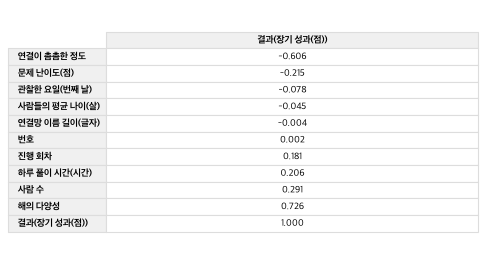 결과(장기 성과(점))
연결이 촘촘한 정도 -0.606
문제 난이도(점) -0.215
관찰한 요일(번째 날) -0.078
사람들의 평균 나이(살) -0.045
연결망 이름 길이(글자) -0.004
번호 0.002
진행 회차 0.181
하루 풀이 시간(시간) 0.206
사람 수 0.291
해의 다양성 0.726
결과(장기 성과(점)) 1.000